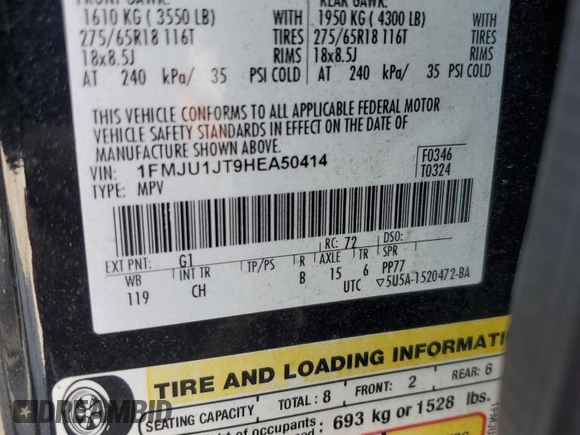 1610 KG ( 3550 LB) WITH 1950 KG ( 4300 LB) WITH
275/65R18 116T TIRES 275/65R18 116T TIRES
18x8.5J RIMS 18x8.5J RIMS
AT 240 kPa/ 35 PSI COLD AT 240 kPa/ 35 PSI COLD
THIS VEHICLE CONFORMS TO ALL APPLICABLE FEDERAL MOTOR
VEHICLE SAFETY STANDARDS IN EFFECT ON THE DATE OF
MANUFACTURE SHOWN ABOVE.
VIN: 1FMJU1JT9HEA50414 F0346
TYPE: MPV T0324
RC: 72 DSO:
EXT PNT: G1
WB INT TR TP/PS R AXLE TR SPR
119 CH B 15 6 PP77
UTC ▽5U5A-1520472-BA
TIRE AND LOADING INFORMATI
SEATING CAPACITY TOTAL: 8 FRONT: 2 REAR: 6
of occupants 693 kg or 1528 lbs.
DREAMBID